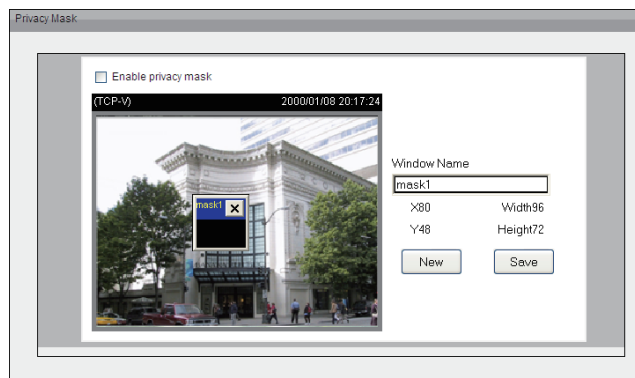 Privacy Mask
Enable privacy mask
(TCP-V) 2000/01/08 20:17:24
mask1
Window Name
mask1
X80 Width96
Y48 Height72
New Save